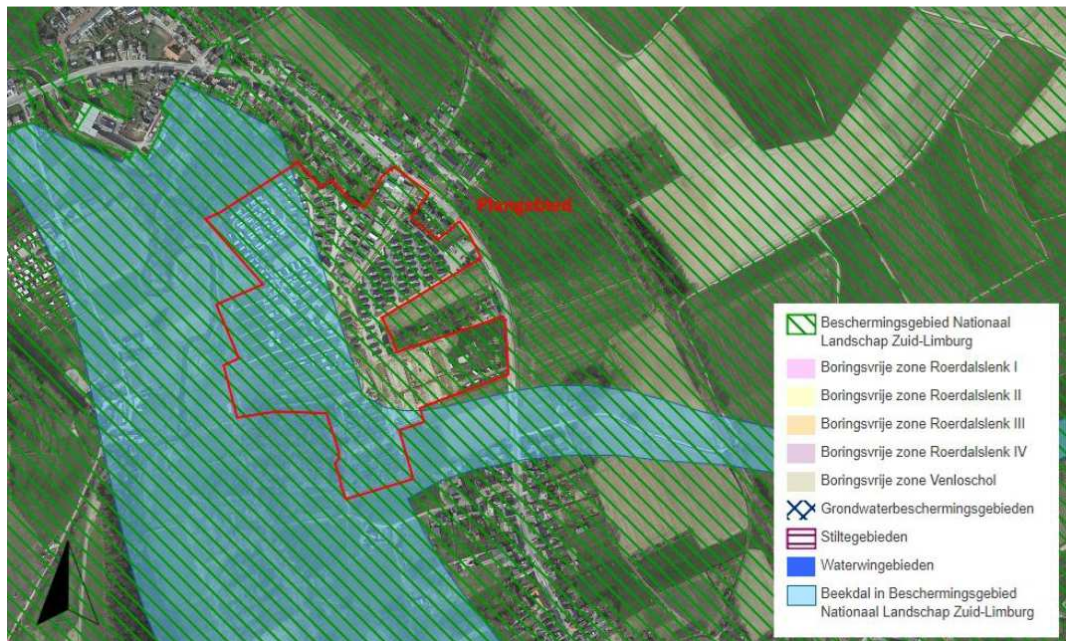 Plangebied
Beschermingsgebied Nationaal
Landschap Zuid-Limburg
Boringsvrije zone Roerdalslenk I
Boringsvrije zone Roerdalslenk II
Boringsvrije zone Roerdalslenk III
Boringsvrije zone Roerdalslenk IV
Boringsvrije zone Venloschol
Grondwaterbeschermingsgebieden
Stiltegebieden
Waterwingebieden
Beekdal in Beschermingsgebied
Nationaal Landschap Zuid-Limburg